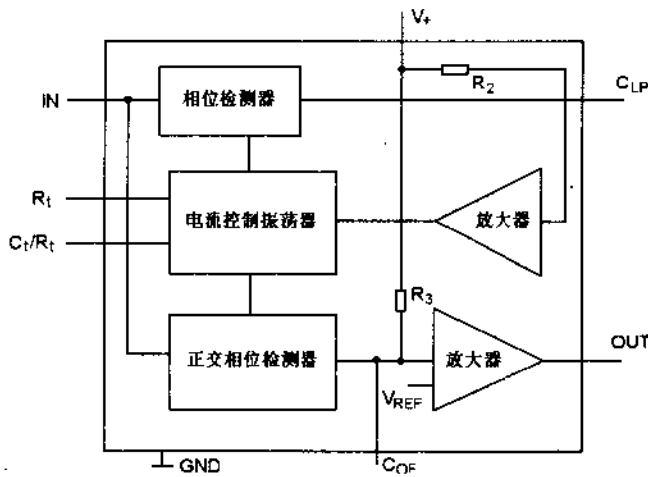 V+
R2
IN
相位检测器
CLP
Rt
电流控制振荡器
放大器
Ct/Rt
R3
正交相位检测器
放大器
OUT
VREF
GND
COF